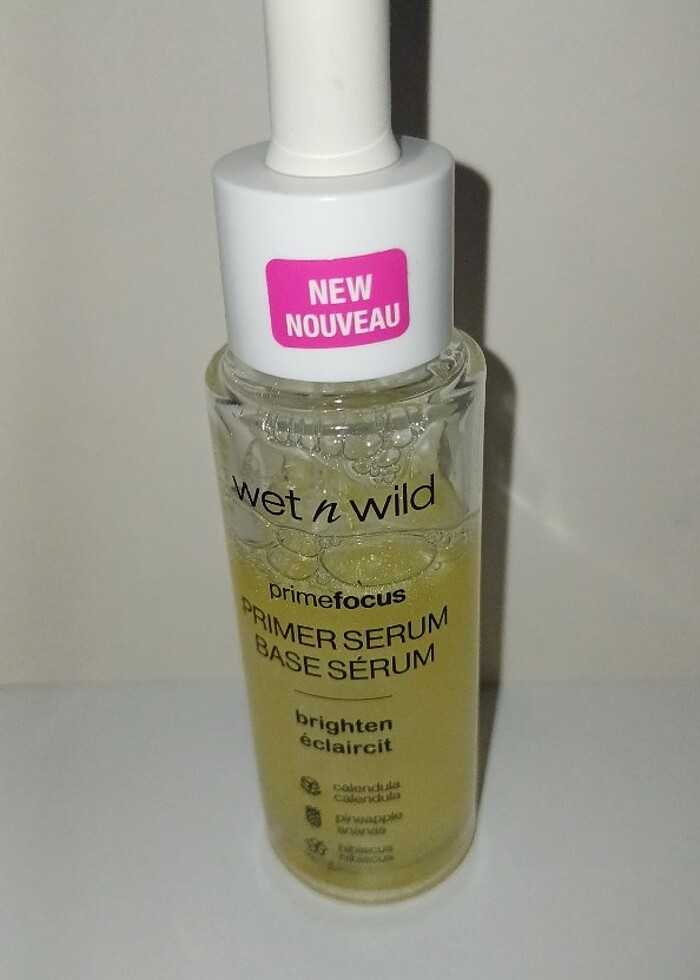 NEW
NOUVEAU
wet n wild
primefocus
PRIMER SERUM
BASE SÉRUM
brighten
éclaircit
calendula
calendula
pineapple
ananas
hibiscus
hibiscus